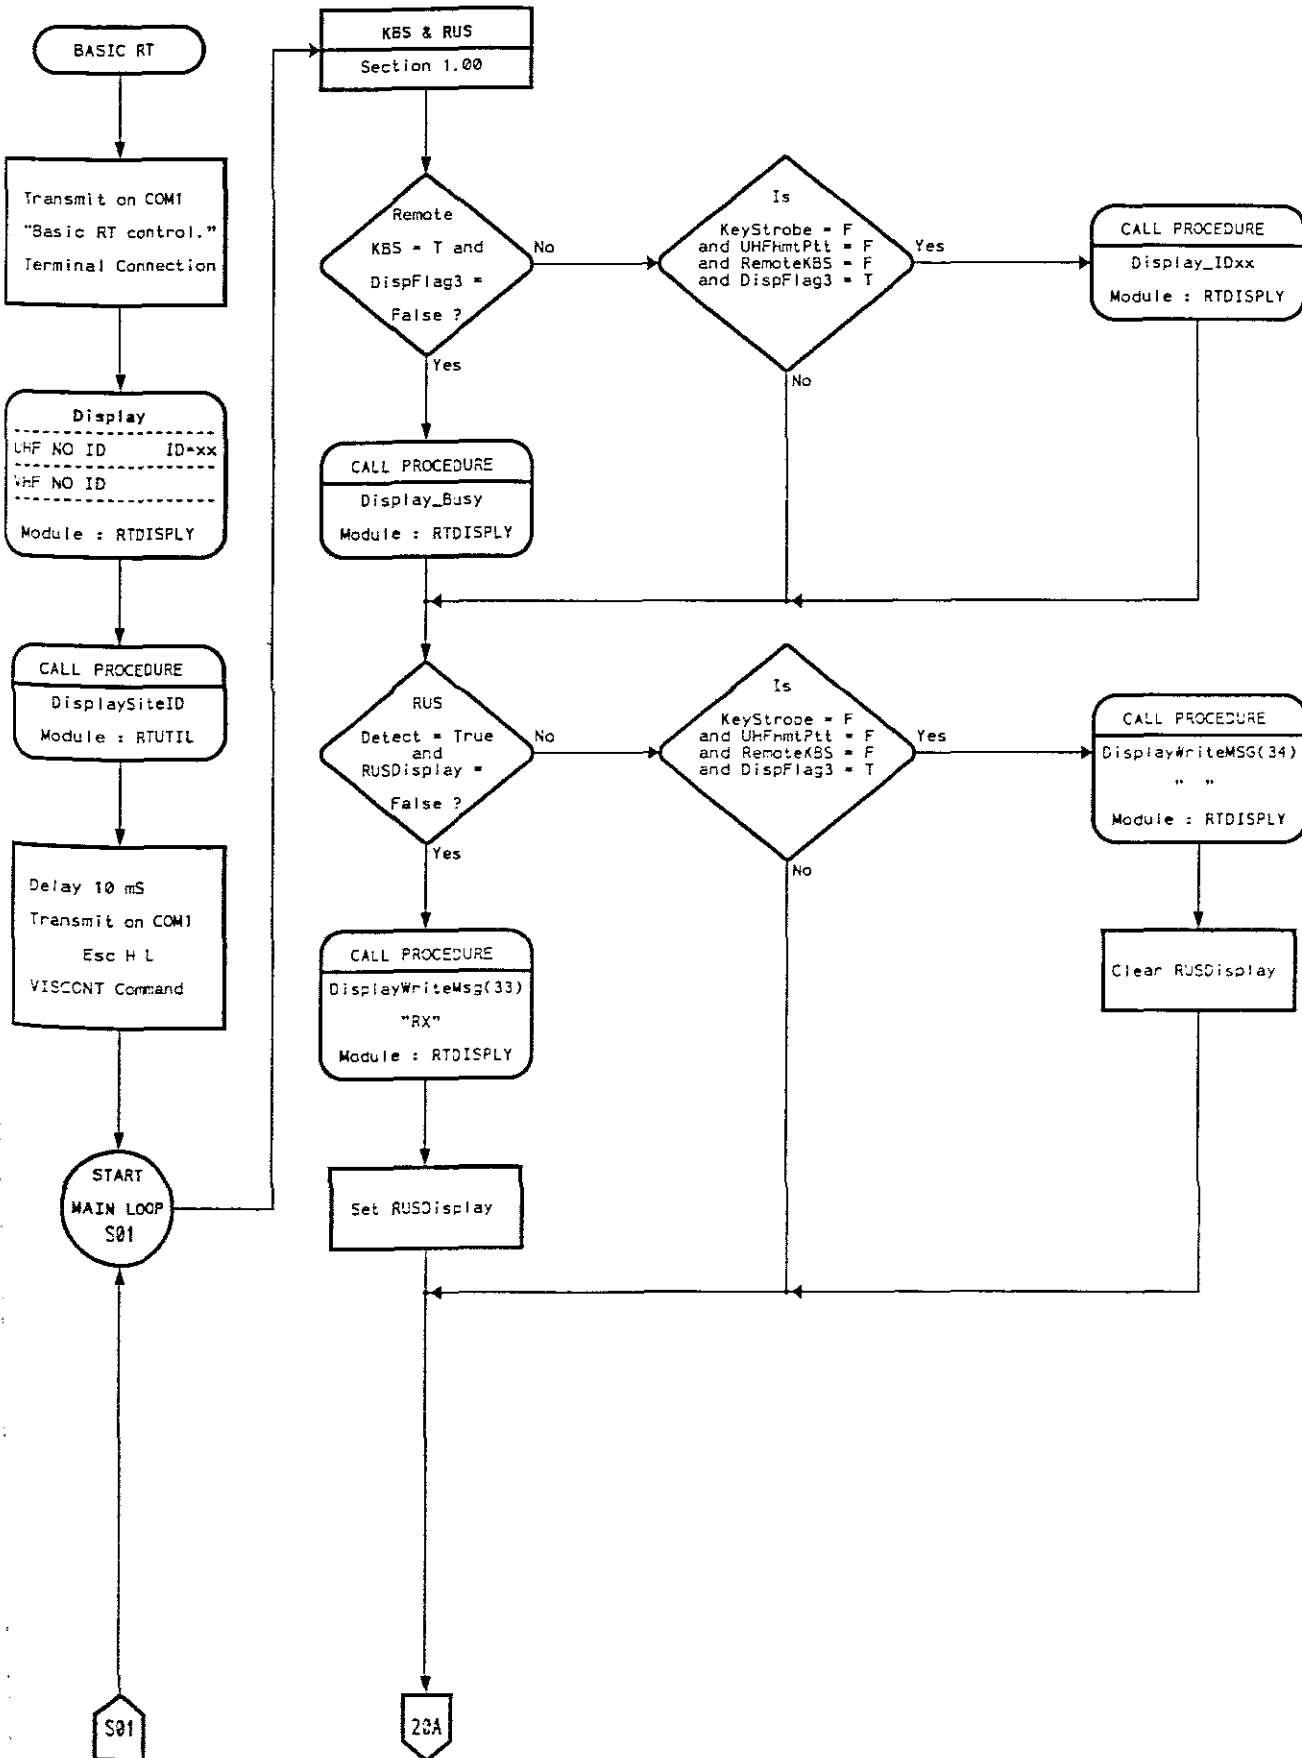 BASIC RT
Transmit on COM1
"Basic RT control."
Terminal Connection
Display
UHF NO ID ID=xx
VHF NO ID
Module : RTDISPLY
CALL PROCEDURE
DisplaySiteID
Module : RTUTIL
Delay 10 mS
Transmit on COM1
Esc H L
VISCONT Command
START
MAIN LOOP
S01
S01
KBS & RUS
Section 1.00
Remote
KBS = T and
DispFlag3 =
False ?
No
Yes
Is
KeyStrobe = F
and UHFHmtPtt = F
and RemoteKBS = F
and DispFlag3 = T
Yes
No
CALL PROCEDURE
Display_IDxx
Module : RTDISPLY
CALL PROCEDURE
Display_Busy
Module : RTDISPLY
RUS
Detect = True
and
RUSDisplay =
False ?
No
Yes
Is
KeyStrobe = F
and UHFHmtPtt = F
and RemoteKBS = F
and DispFlag3 = T
Yes
No
CALL PROCEDURE
DisplayWriteMSG(34)
" "
Module : RTDISPLY
Clear RUSDisplay
CALL PROCEDURE
DisplayWriteMsg(33)
"RX"
Module : RTDISPLY
Set RUSDisplay
20A